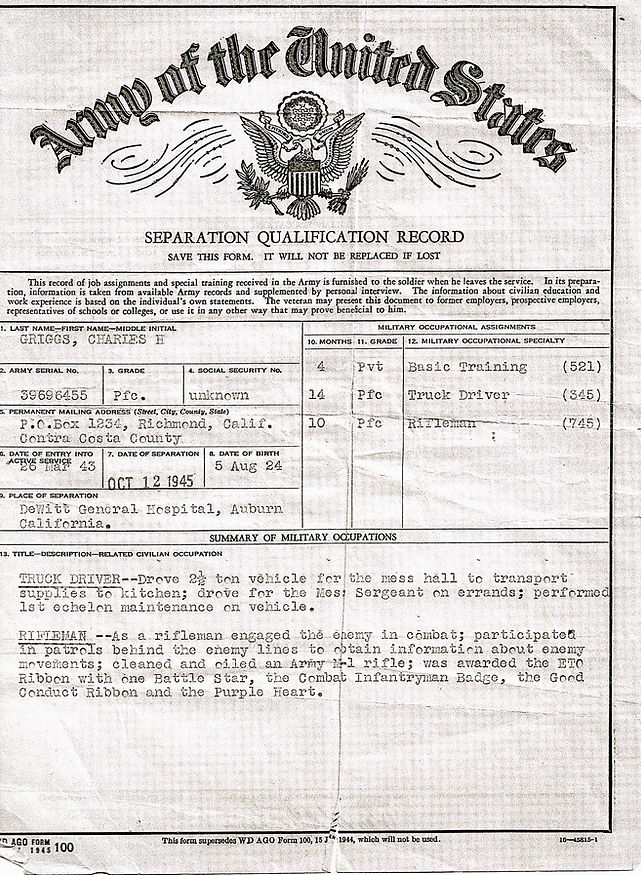 Army of the United States
SEPARATION QUALIFICATION RECORD
SAVE THIS FORM. IT WILL NOT BE REPLACED IF LOST
This record of job assignments and special training received in the Army is furnished to the soldier when he leaves the service. In its prepara-
tion, information is taken from available Army records and supplemented by personal interview. The information about civilian education and
work experience is based on the individual's own statements. The veteran may present this document to former employers, prospective employers,
representatives of schools or colleges, or use it in any other way that may prove beneficial to him.
1. LAST NAME—FIRST NAME—MIDDLE INITIAL
GRIGGS, CHARLES H
2. ARMY SERIAL No. 3. GRADE 4. SOCIAL SECURITY No.
39696455 Pfc. unknown
5. PERMANENT MAILING ADDRESS (Street, City, County, State)
P.O.Box 1234, Richmond, Calif.
Contra Costa County
6. DATE OF ENTRY INTO ACTIVE SERVICE 7. DATE OF SEPARATION 8. DATE OF BIRTH
26 Mar 43 OCT 12 1945 5 Aug 24
9. PLACE OF SEPARATION
DeWitt General Hospital, Auburn
California.
MILITARY OCCUPATIONAL ASSIGNMENTS
10. MONTHS 11. GRADE 12. MILITARY OCCUPATIONAL SPECIALTY
4 Pvt Basic Training (521)
14 Pfc Truck Driver (345)
10 Pfc Rifleman (745)
SUMMARY OF MILITARY OCCUPATIONS
13. TITLE—DESCRIPTION—RELATED CIVILIAN OCCUPATION
TRUCK DRIVER--Drove 2½ ton vehicle for the mess hall to transport
supplies to kitchen; drove for the Mess Sergeant on errands; performed
1st echelon maintenance on vehicle.
RIFLEMAN --As a rifleman engaged the enemy in combat; participated
in patrols behind the enemy lines to obtain information about enemy
movements; cleaned and oiled an Army M-1 rifle; was awarded the ETO
Ribbon with one Battle Star, the Combat Infantryman Badge, the Good
Conduct Ribbon and the Purple Heart.
AGO FORM
1945 100
This form supersedes WD AGO Form 100, 15 1944, which will not be used.
16—45815-1